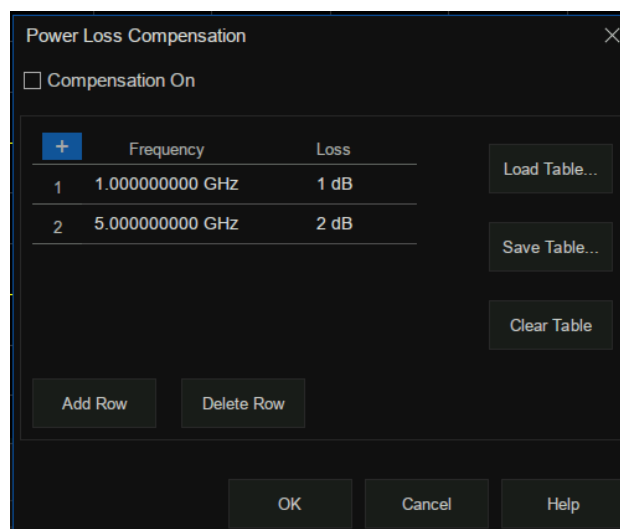 Power Loss Compensation
Compensation On
+ Frequency Loss
1 1.000000000 GHz 1 dB
2 5.000000000 GHz 2 dB
Load Table...
Save Table...
Clear Table
Add Row Delete Row
OK Cancel Help